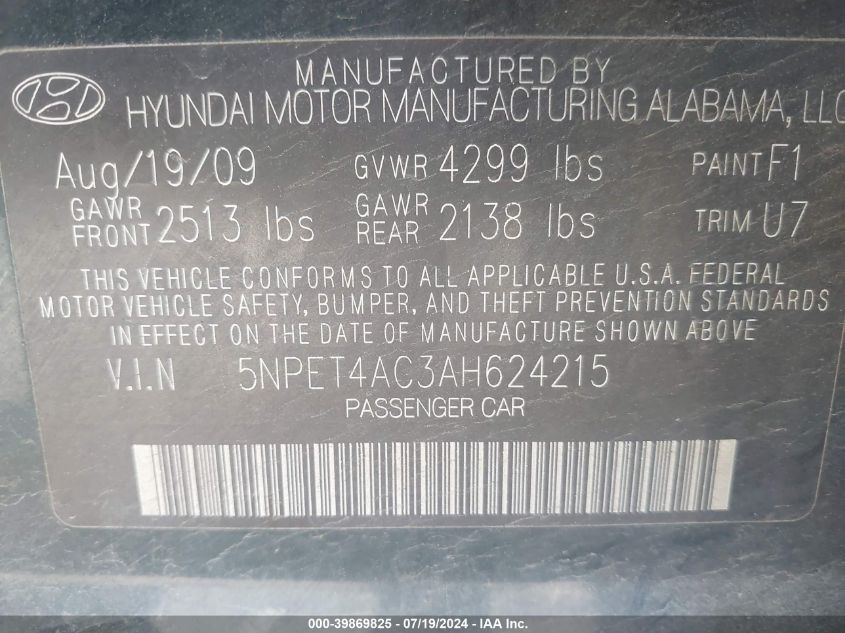 MANUFACTURED BY
HYUNDAI MOTOR MANUFACTURING ALABAMA, LLC
Aug/19/09 GVWR 4299 lbs PAINT F1
GAWR FRONT 2513 lbs GAWR REAR 2138 lbs TRIM U7
THIS VEHICLE CONFORMS TO ALL APPLICABLE U.S.A. FEDERAL
MOTOR VEHICLE SAFETY, BUMPER, AND THEFT PREVENTION STANDARDS
IN EFFECT ON THE DATE OF MANUFACTURE SHOWN ABOVE
V.I.N 5NPET4AC3AH624215
PASSENGER CAR
000-39869825 / 07/19/2024 / © COPYRIGHT 2024 IAA, LLC.